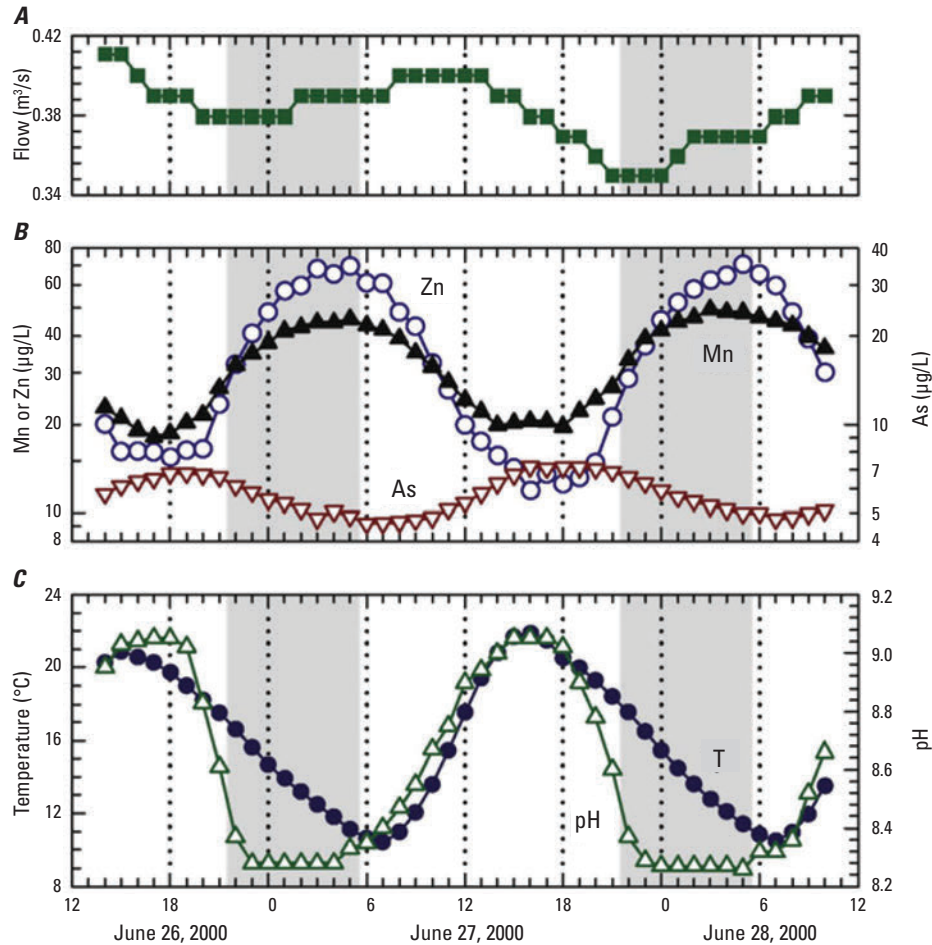 A
0.42
0.38
0.34
Flow (m³/s)
B
80
60
40
30
20
10
8
Mn or Zn (µg/L)
40
30
20
10
7
5
4
As (µg/L)
Zn
Mn
As
C
24
20
16
12
8
Temperature (°C)
9.2
9.0
8.8
8.6
8.4
8.2
pH
T
pH
12 18 0 6 12 18 0 6 12
June 26, 2000 June 27, 2000 June 28, 2000